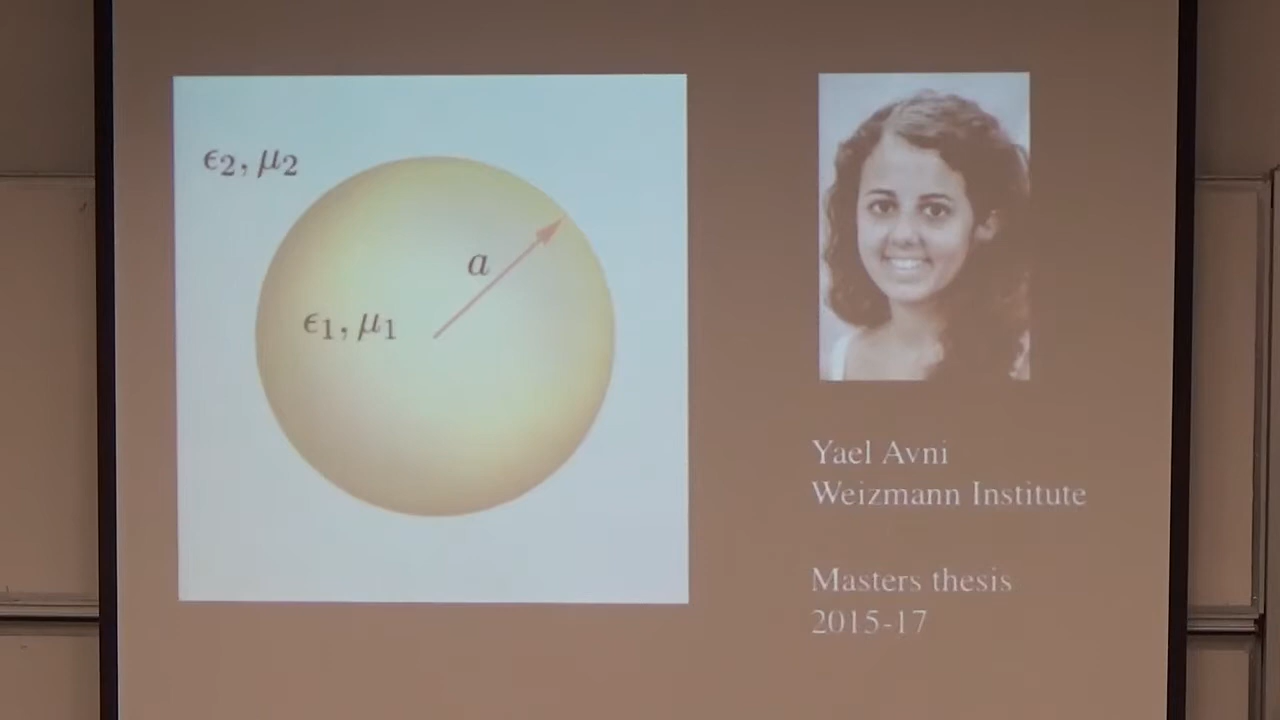 ϵ₂, μ₂
a
ϵ₁, μ₁
Yael Avni
Weizmann Institute
Masters thesis
2015-17